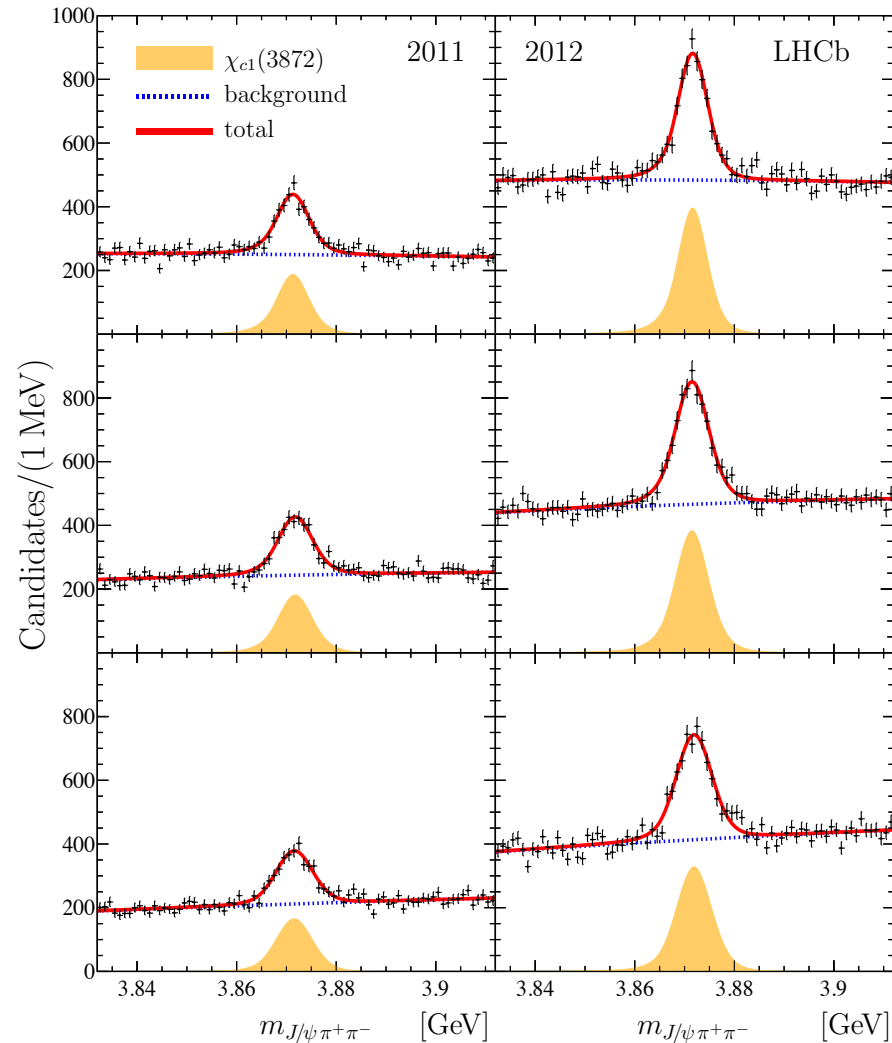 1000
800
600
400
200
800
600
400
200
800
600
400
200
0
Candidates/(1 MeV)
χc1(3872)
background
total
2011
2012
LHCb
3.84 3.86 3.88 3.9
3.84 3.86 3.88 3.9
mJ/ψπ+π− [GeV]
mJ/ψπ+π− [GeV]